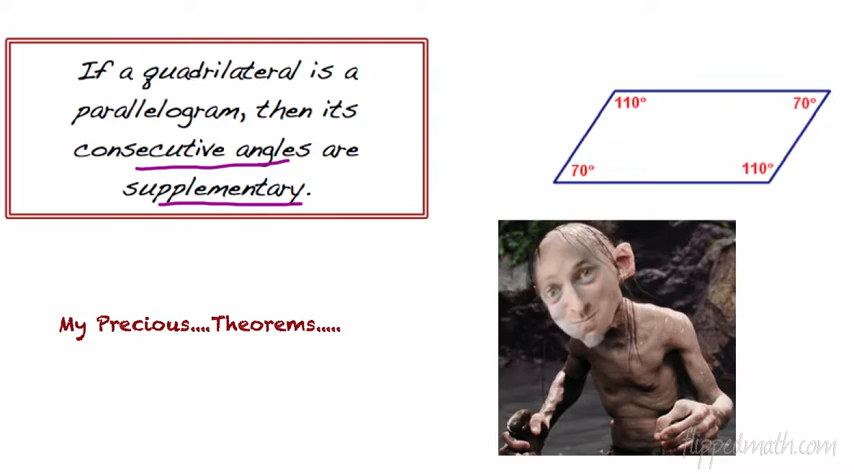 If a quadrilateral is a
parallelogram, then its
consecutive angles are
supplementary.
110° 70°
70° 110°
My Precious....Theorems.....
flippedmath.com